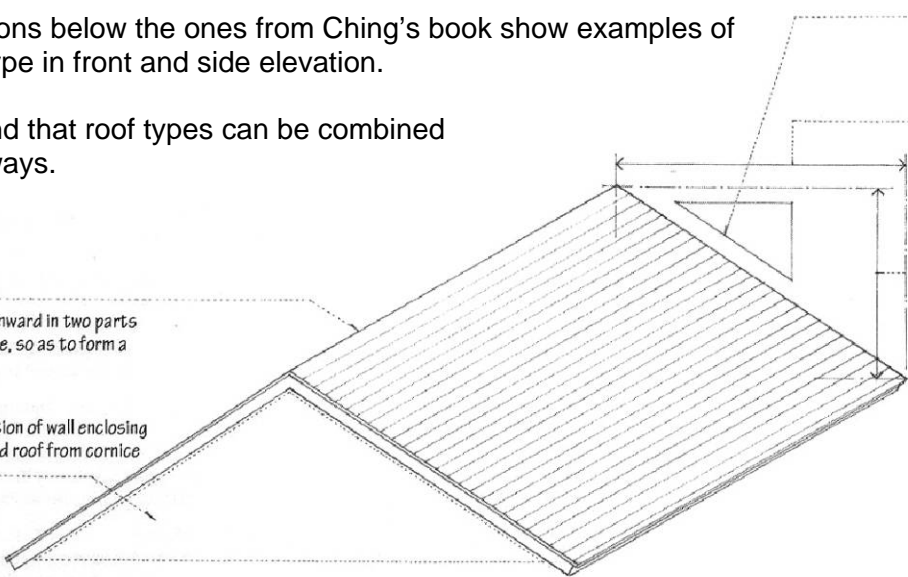 ons below the ones from Ching's book show examples of
ype in front and side elevation.
nd that roof types can be combined
ways.
nward in two parts
e, so as to form a
sion of wall enclosing
d roof from cornice